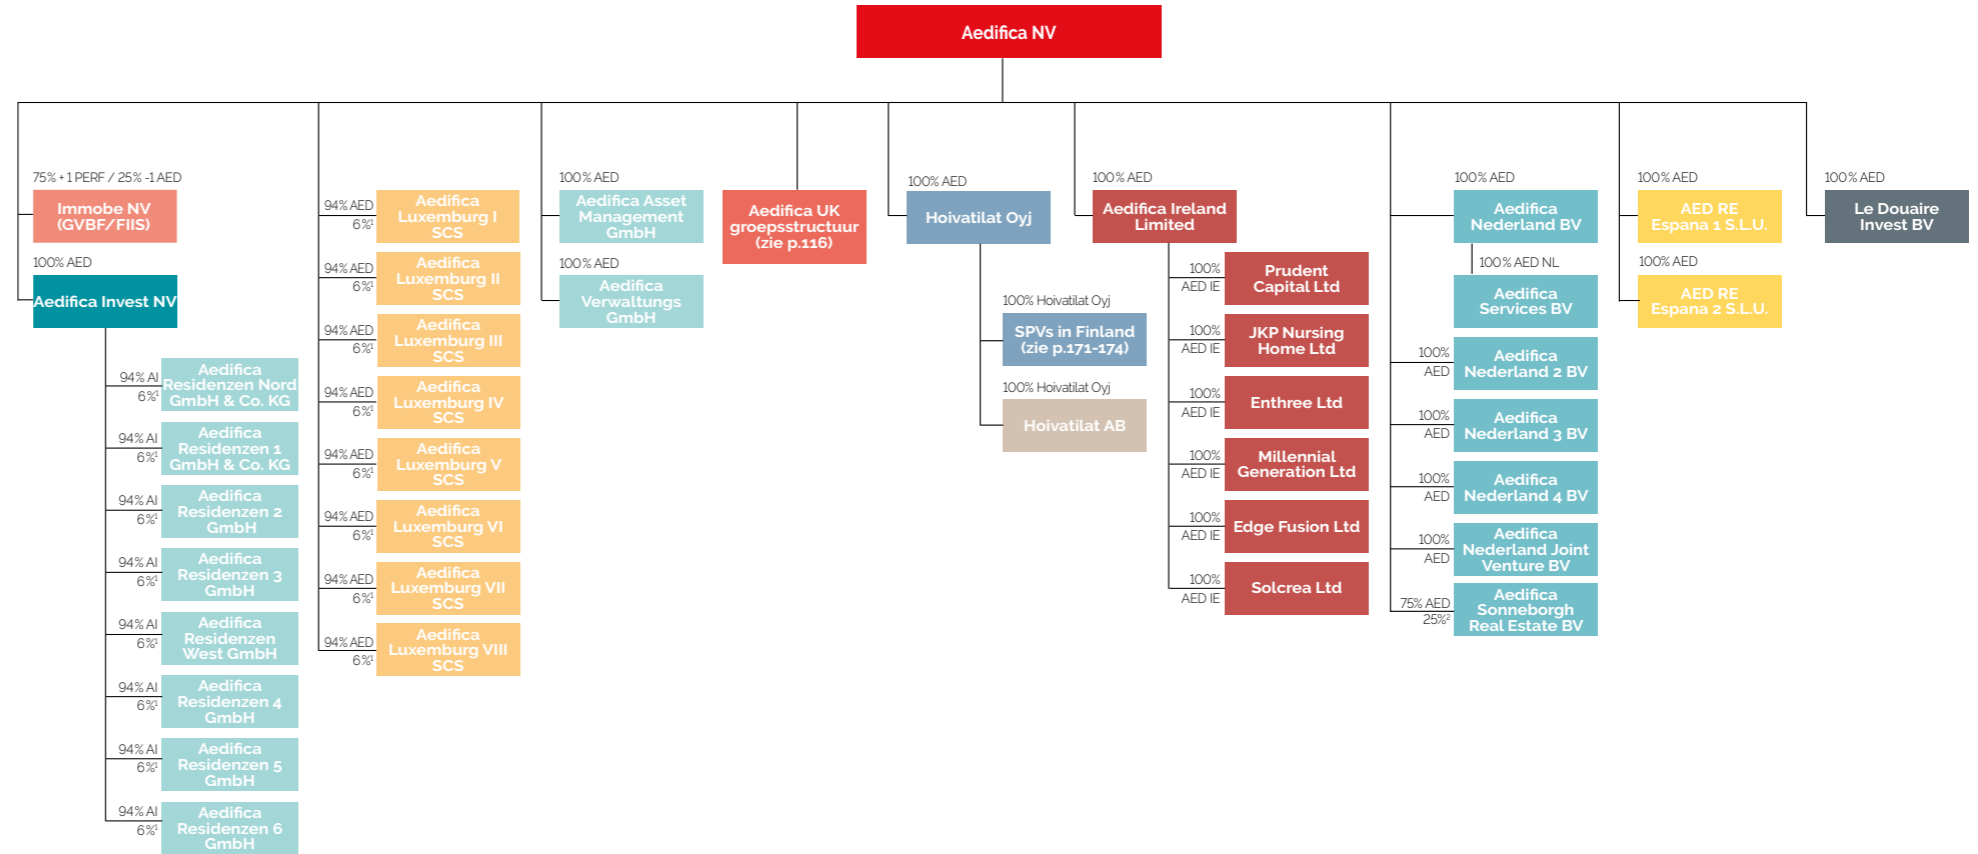 Aedifica NV
75% + 1 PERF / 25% -1 AED
Immobe NV
(GVBF/FIIS)
100% AED
Aedifica Invest NV
94% AI
6%¹
Aedifica
Residenzen Nord
GmbH & Co. KG
94% AI
6%¹
Aedifica
Residenzen 1
GmbH & Co. KG
94% AI
6%¹
Aedifica
Residenzen 2
GmbH
94% AI
6%¹
Aedifica
Residenzen 3
GmbH
94% AI
6%¹
Aedifica
Residenzen
West GmbH
94% AI
6%¹
Aedifica
Residenzen 4
GmbH
94% AI
6%¹
Aedifica
Residenzen 5
GmbH
94% AI
6%¹
Aedifica
Residenzen 6
GmbH
94% AED
6%¹
Aedifica
Luxemburg I
SCS
94% AED
6%¹
Aedifica
Luxemburg II
SCS
94% AED
6%¹
Aedifica
Luxemburg III
SCS
94% AED
6%¹
Aedifica
Luxemburg IV
SCS
94% AED
6%¹
Aedifica
Luxemburg V
SCS
94% AED
6%¹
Aedifica
Luxemburg VI
SCS
94% AED
6%¹
Aedifica
Luxemburg VII
SCS
94% AED
6%¹
Aedifica
Luxemburg VIII
SCS
100% AED
Aedifica Asset
Management
GmbH
100% AED
Aedifica
Verwaltungs
GmbH
Aedifica UK
groepsstructuur
(zie p.116)
100% AED
Hoivatilat Oyj
100% Hoivatilat Oyj
SPVs in Finland
(zie p.171-174)
100% Hoivatilat Oyj
Hoivatilat AB
100% AED
Aedifica Ireland
Limited
100%
AED IE
Prudent
Capital Ltd
100%
AED IE
JKP Nursing
Home Ltd
100%
AED IE
Enthree Ltd
100%
AED IE
Millennial
Generation Ltd
100%
AED IE
Edge Fusion Ltd
100%
AED IE
Solcrea Ltd
100% AED
Aedifica
Nederland BV
100% AED NL
Aedifica
Services BV
100%
AED
Aedifica
Nederland 2 BV
100%
AED
Aedifica
Nederland 3 BV
100%
AED
Aedifica
Nederland 4 BV
100%
AED
Aedifica
Nederland Joint
Venture BV
75% AED
25%²
Aedifica
Sonneborgh
Real Estate BV
100% AED
AED RE
Espana 1 S.L.U.
100% AED
AED RE
Espana 2 S.L.U.
100% AED
Le Douaire
Invest BV